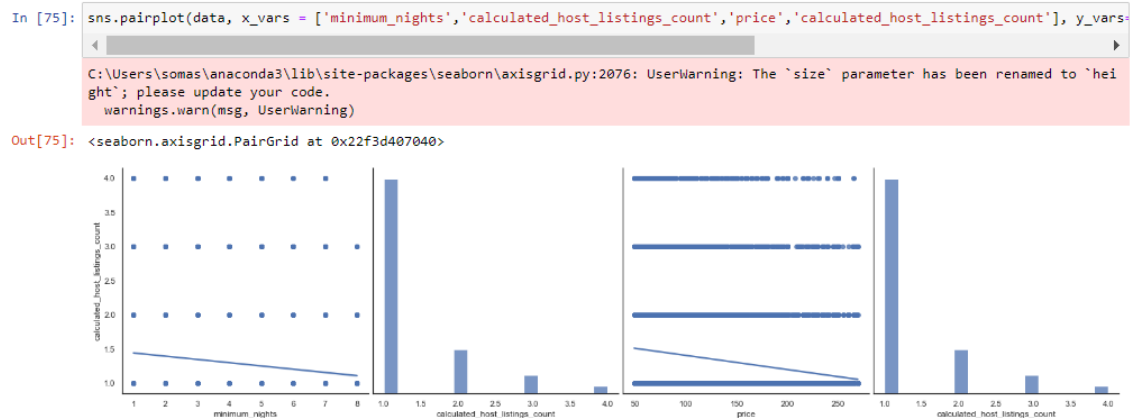 In [75]: sns.pairplot(data, x_vars = ['minimum_nights','calculated_host_listings_count','price','calculated_host_listings_count'], y_vars=
C:\Users\somas\anaconda3\lib\site-packages\seaborn\axisgrid.py:2076: UserWarning: The `size` parameter has been renamed to `hei
ght`; please update your code.
  warnings.warn(msg, UserWarning)
Out[75]: <seaborn.axisgrid.PairGrid at 0x22f3d407040>
4.0
3.5
3.0
2.5
2.0
1.5
1.0
calculated_host_listings_count
1 2 3 4 5 6 7 8
minimum_nights
1.0 1.5 2.0 2.5 3.0 3.5 4.0
calculated_host_listings_count
50 100 150 200 250
price
1.0 1.5 2.0 2.5 3.0 3.5 4.0
calculated_host_listings_count